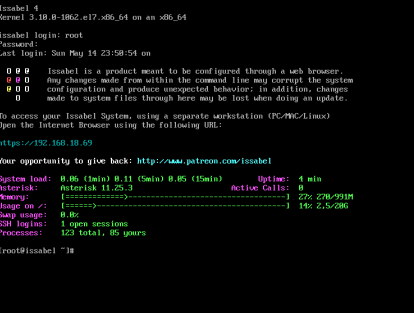 Issabel 4
Kernel 3.10.0-1062.el7.x86_64 on an x86_64
issabel login: root
Password:
Last login: Sun May 14 23:50:54 on
Issabel is a product meant to be configured through a web browser.
Any changes made from within the command line may corrupt the system
configuration and produce unexpected behavior; in addition, changes
made to system files through here may be lost when doing an update.
To access your Issabel System, using a separate workstation (PC/MAC/Linux)
Open the Internet Browser using the following URL:
https://192.168.10.69
Your opportunity to give back: http://www.patreon.com/issabel
System load: 0.06 (1min) 0.11 (5min) 0.05 (15min) Uptime: 4 min
Asterisk: Asterisk 11.25.3 Active Calls: 0
Memory: [============>-------------------------------------] 27% 270/991M
Usage on /: [======>-------------------------------------------] 14% 2,5/20G
Swap usage: 0.0%
SSH logins: 1 open sessions
Processes: 123 total, 85 yours
[root@issabel ~]#